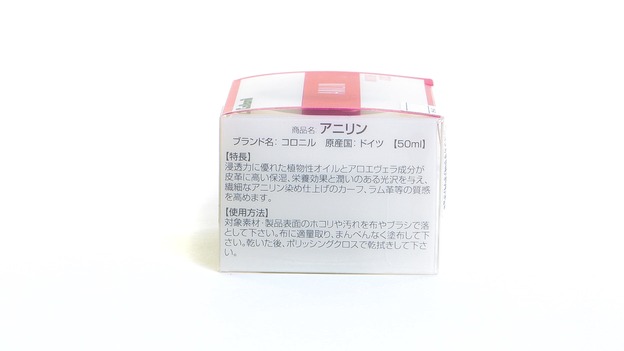 商品名: アニリン
ブランド名: コロニル 原産国: ドイツ 【50ml】
【特長】
浸透力に優れた植物性オイルとアロエヴェラ成分が
皮革に高い保湿、栄養効果と潤いのある光沢を与え、
繊細なアニリン染め仕上げのカーフ、ラム革等の質感
を高めます。
【使用方法】
対象素材・製品表面のホコリや汚れを布やブラシで落
として下さい。布に適量取り、まんべんなく塗布して下
さい。乾いた後、ポリッシングクロスで乾拭きして下さ
い。